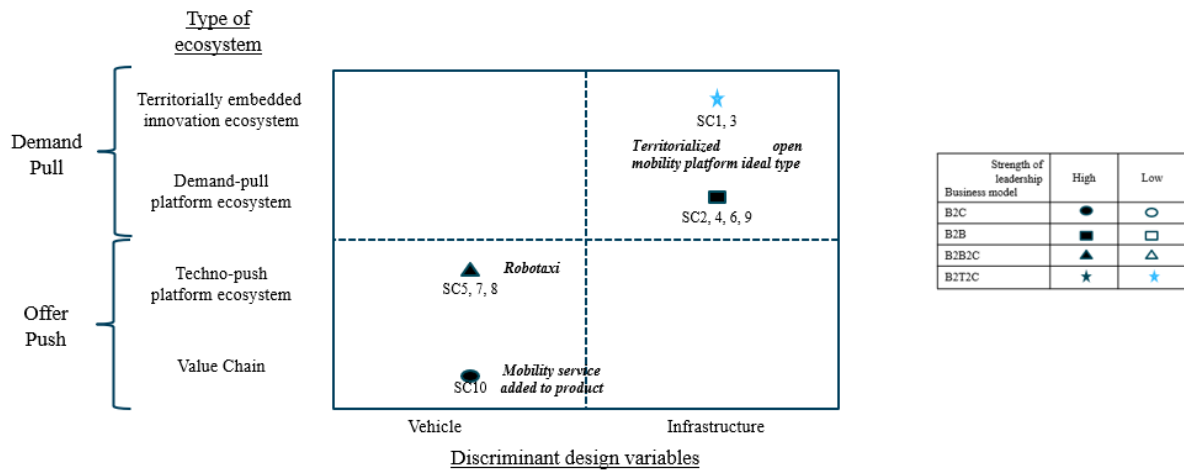 Type of
ecosystem
Demand
Pull
Territorially embedded
innovation ecosystem
SC1, 3
Territorialized open
mobility platform ideal type
Demand-pull
platform ecosystem
SC2, 4, 6, 9
Offer
Push
Techno-push
platform ecosystem
Robotaxi
SC5, 7, 8
Value Chain
Mobility service
added to product
SC10
Vehicle
Infrastructure
Discriminant design variables
Strength of
leadership
Business model
High
Low
B2C
B2B
B2B2C
B2T2C